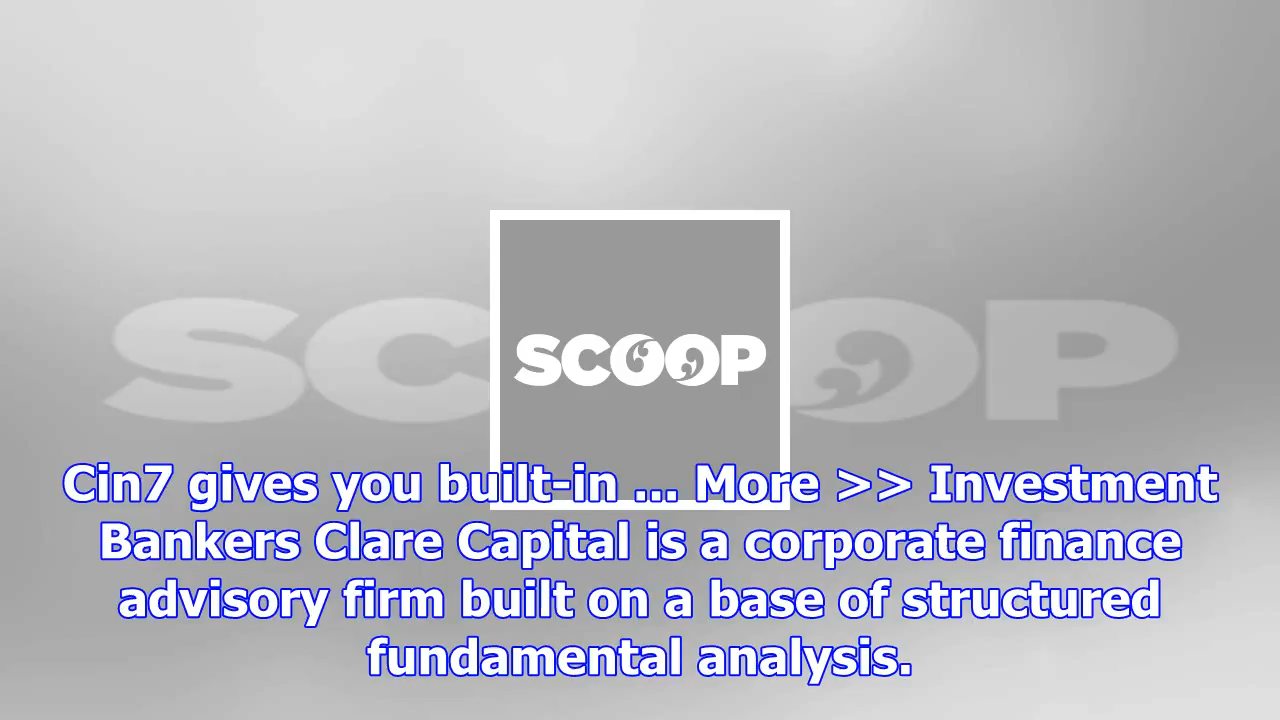 SCOOP
SCOOP
Cin7 gives you built-in ... More >> Investment
Bankers Clare Capital is a corporate finance
advisory firm built on a base of structured
fundamental analysis.